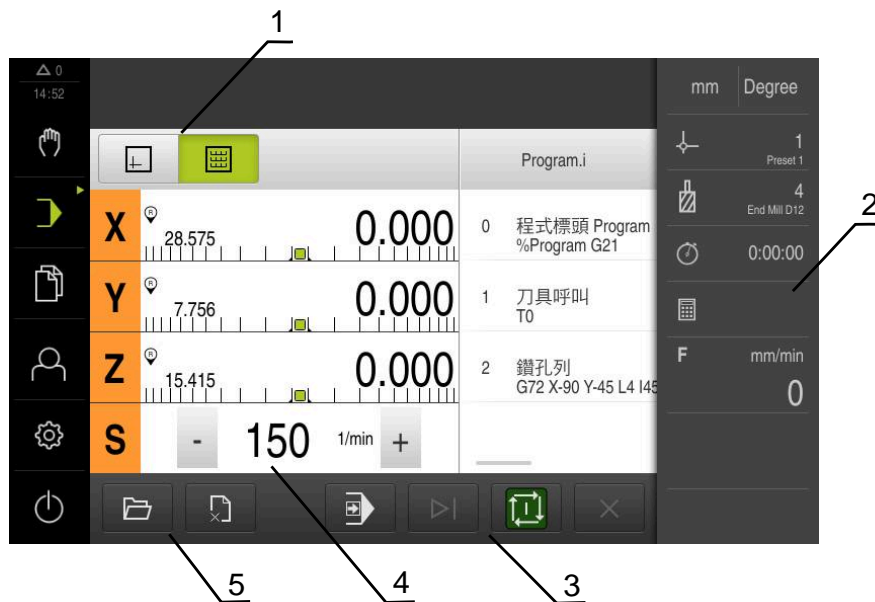 1
0
14:52
mm Degree
1
Preset 1
4
End Mill D12
2
0:00:00
F mm/min
0
Program.i
X R 28.575 0.000
Y R 7.756 0.000
Z R 15.415 0.000
S - 150 1/min +
0 程式標頭 Program
%Program G21
1 刀具呼叫
T0
2 鑽孔列
G72 X-90 Y-45 L4 I45
5
4
3